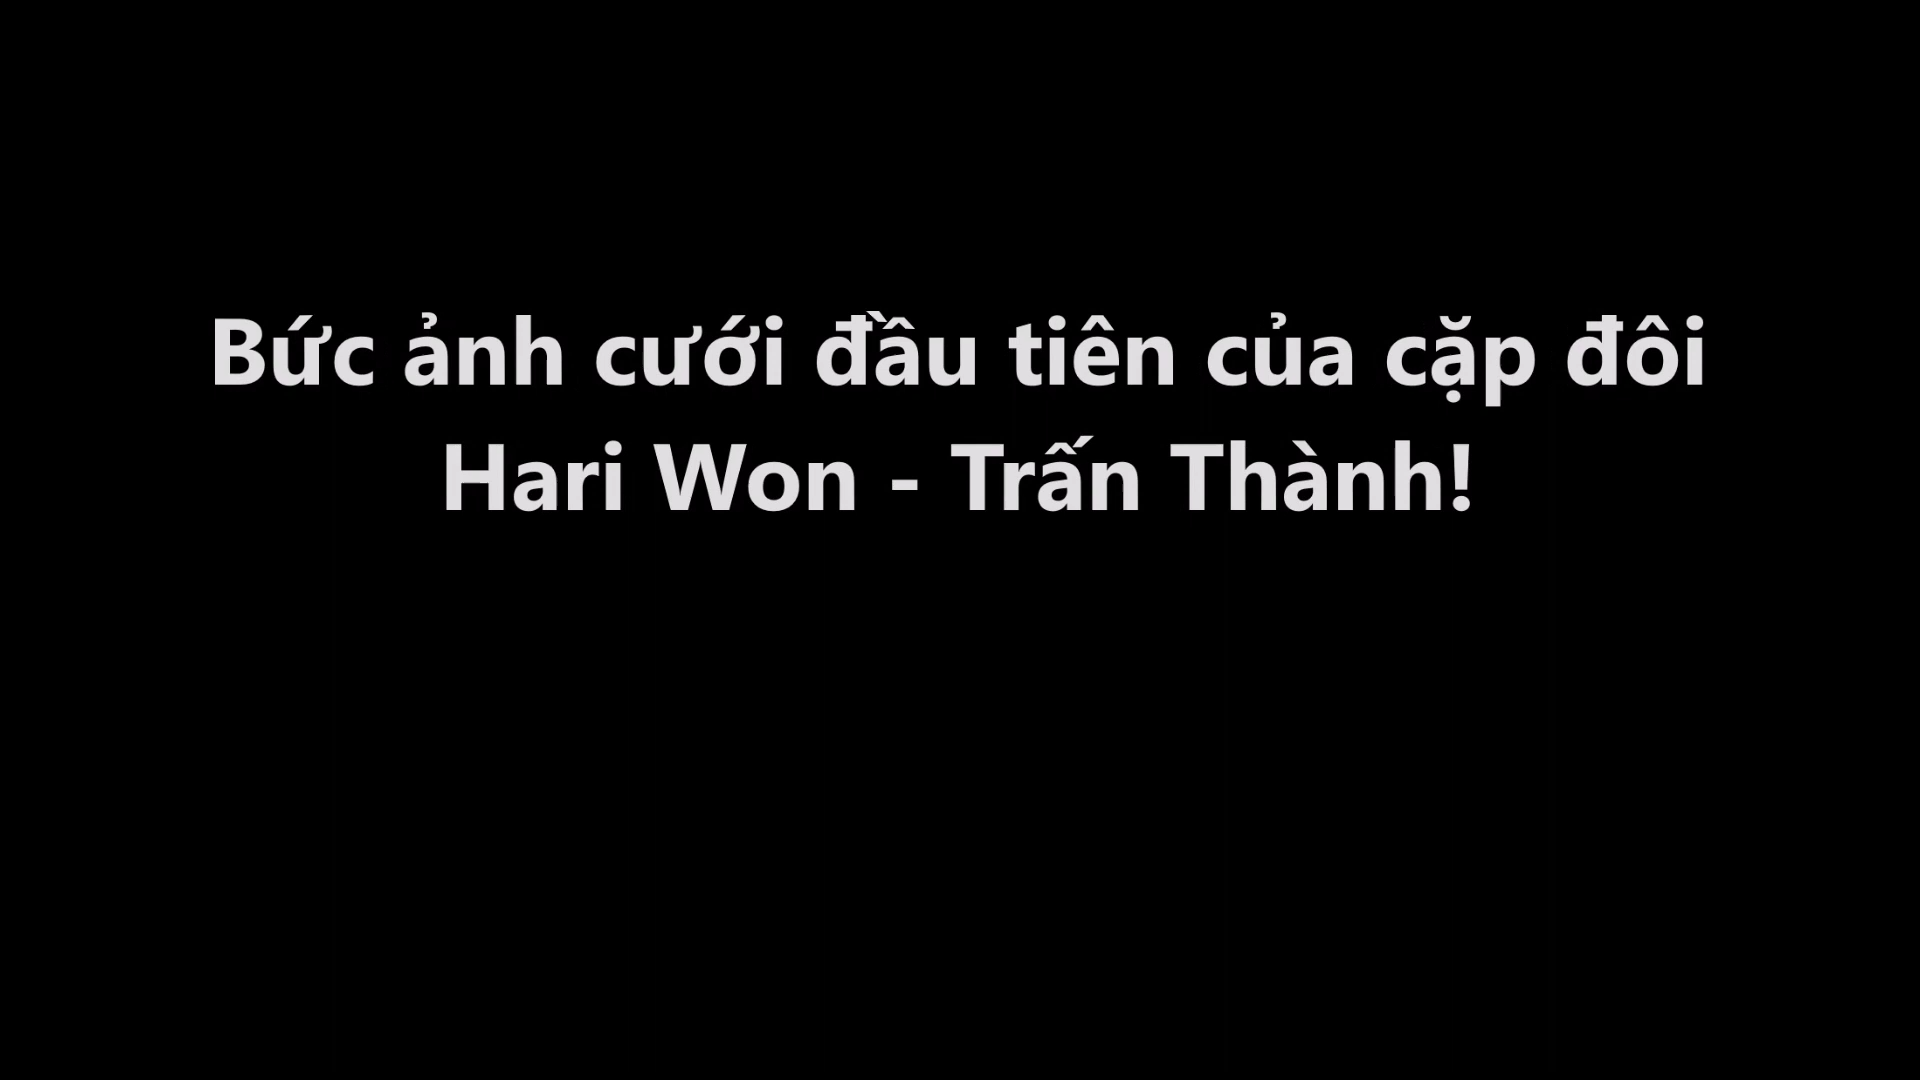 Bức ảnh cưới đầu tiên của cặp đôi
Hari Won - Trấn Thành!